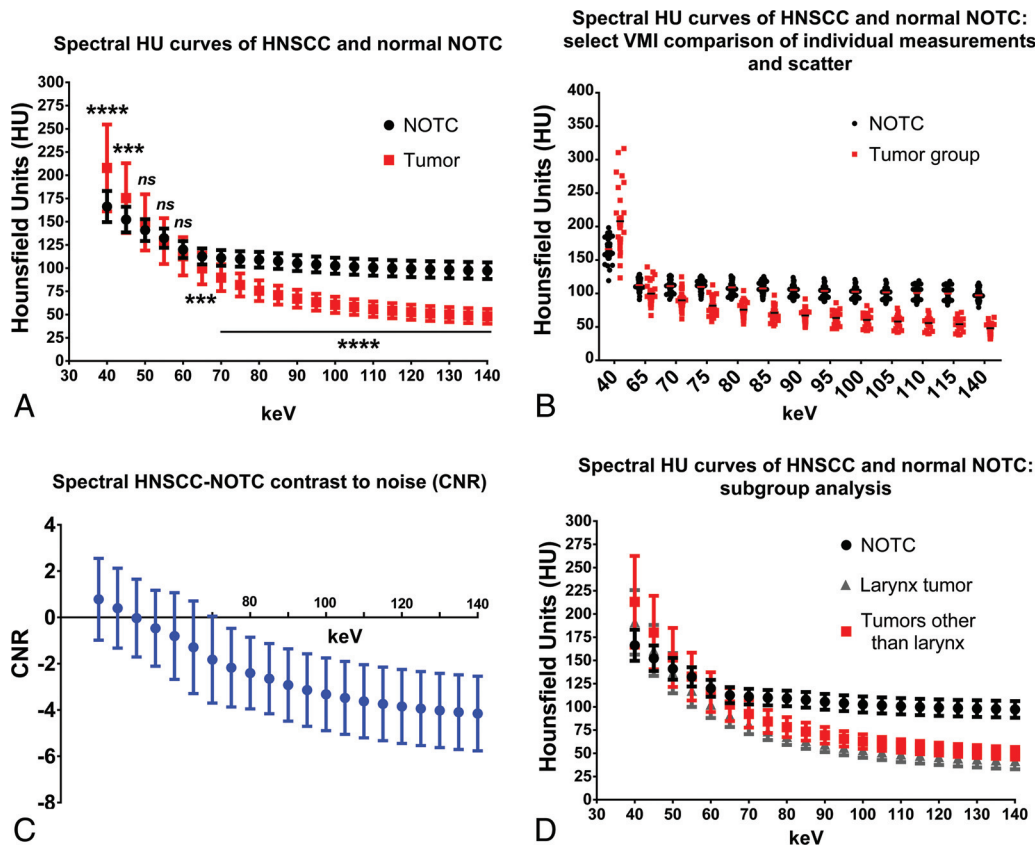 Spectral HU curves of HNSCC and normal NOTC
Hounsfield Units (HU)
300
275
250
225
200
175
150
125
100
75
50
25
0
****
***
ns
ns
ns
***
****
NOTC
Tumor
30 40 50 60 70 80 90 100 110 120 130 140
keV
A
Spectral HU curves of HNSCC and normal NOTC:
select VMI comparison of individual measurements
and scatter
Hounsfield Units (HU)
400
350
300
250
200
150
100
50
0
NOTC
Tumor group
40 65 70 75 80 85 90 95 100 105 110 115 140
keV
B
Spectral HNSCC-NOTC contrast to noise (CNR)
CNR
4
2
0
-2
-4
-6
-8
80 100 120 140
keV
C
Spectral HU curves of HNSCC and normal NOTC:
subgroup analysis
Hounsfield Units (HU)
300
275
250
225
200
175
150
125
100
75
50
25
0
NOTC
Larynx tumor
Tumors other
than larynx
30 40 50 60 70 80 90 100 110 120 130 140
keV
D